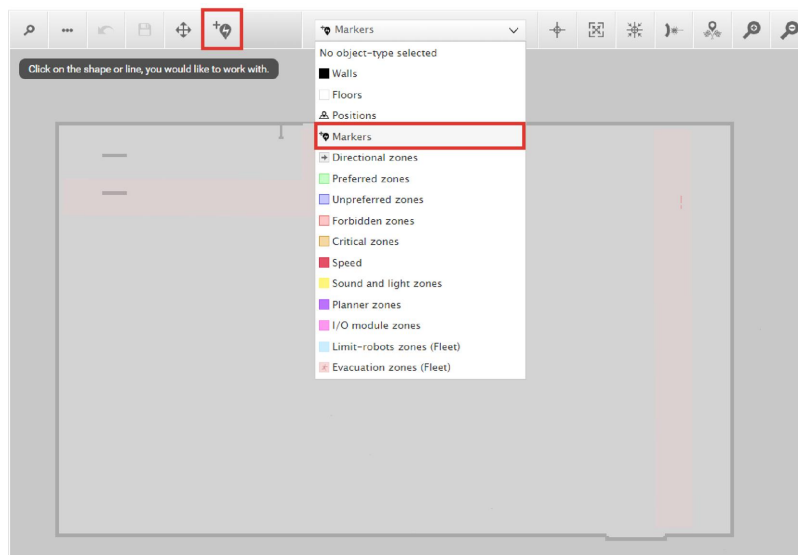 Markers
No object-type selected
Click on the shape or line, you would like to work with.
Walls
Floors
Positions
Markers
Directional zones
Preferred zones
Unpreferred zones
Forbidden zones
Critical zones
Speed
Sound and light zones
Planner zones
I/O module zones
Limit-robots zones (Fleet)
Evacuation zones (Fleet)